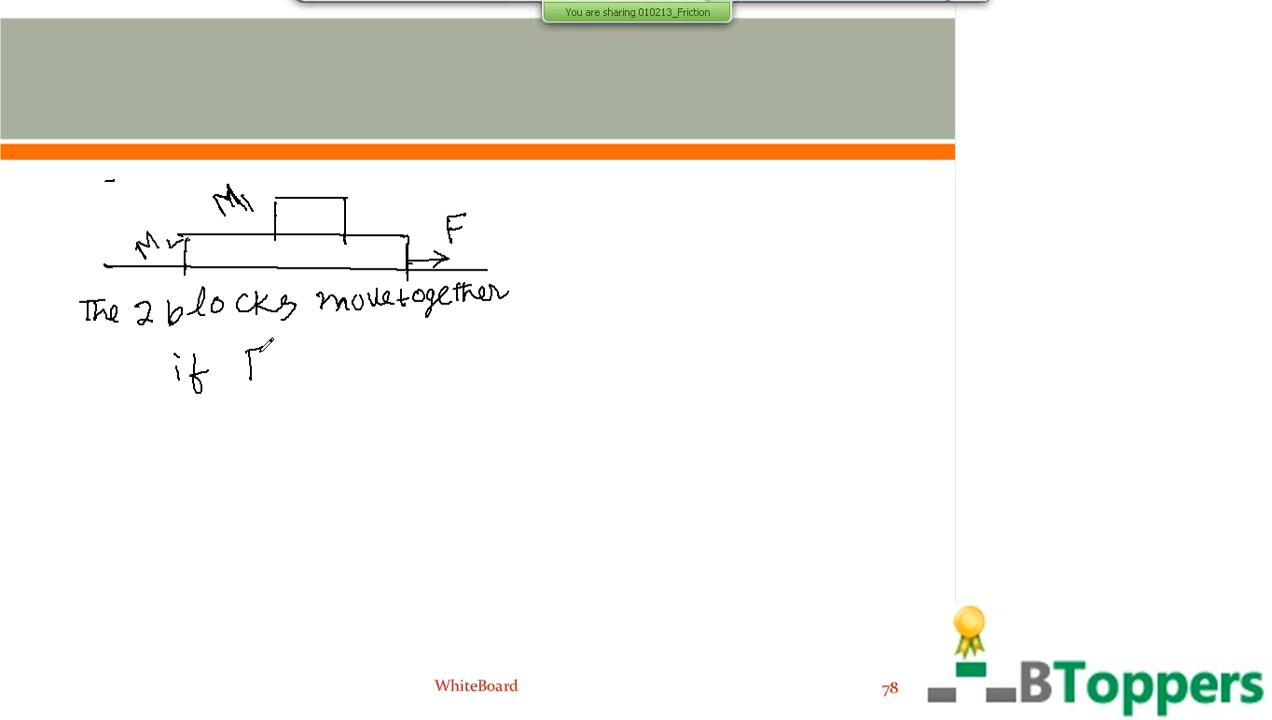 You are sharing 010213_Friction
M1
M2
F
The 2 blocks move together
if F
WhiteBoard
78
BToppers